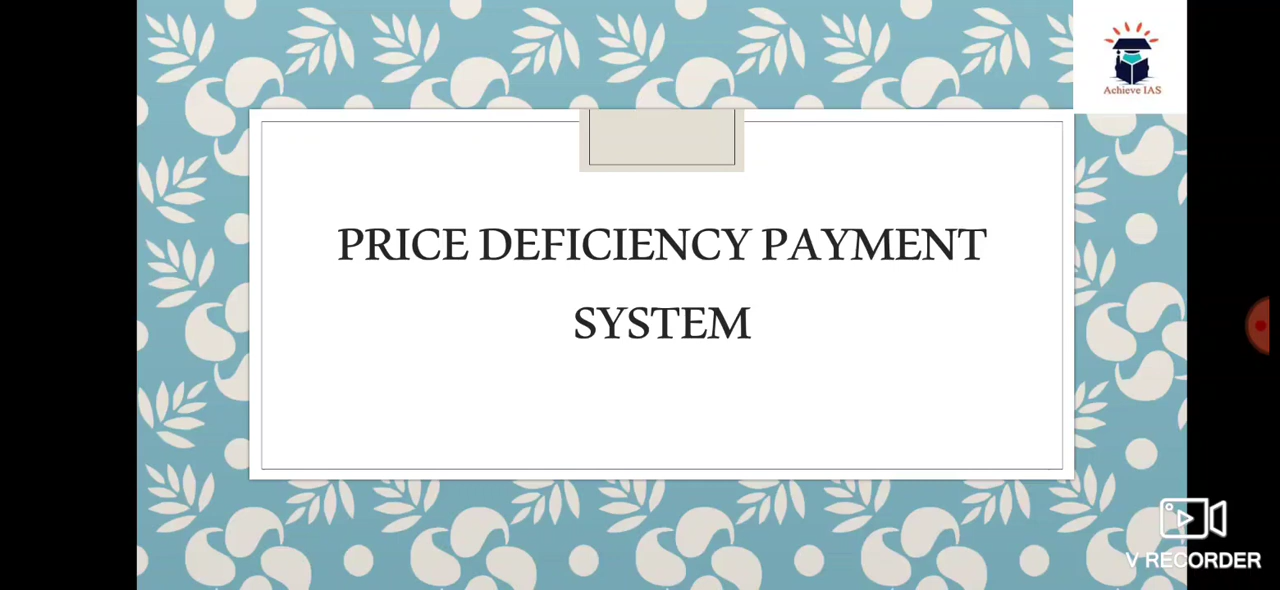 Achieve IAS
PRICE DEFICIENCY PAYMENT
SYSTEM
V RECORDER